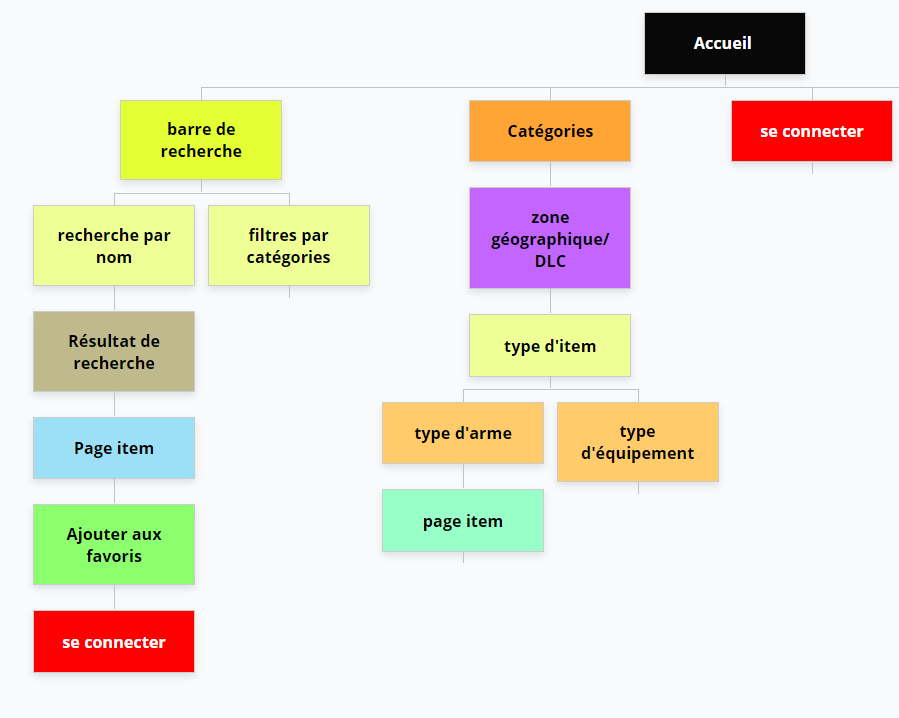 Accueil
barre de
recherche
Catégories
se connecter
recherche par
nom
filtres par
catégories
zone
géographique/
DLC
Résultat de
recherche
type d'item
Page item
type d'arme
type
d'équipement
page item
Ajouter aux
favoris
se connecter